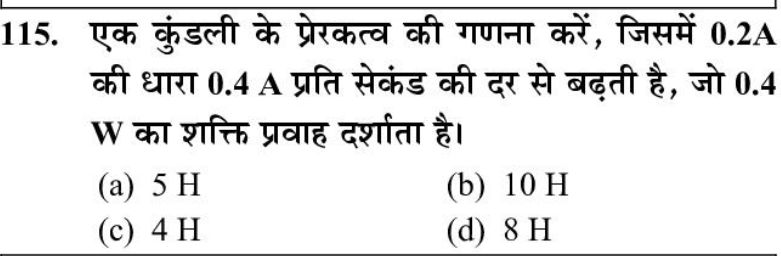 115. एक कुंडली के प्रेरकत्व की गणना करें, जिसमें 0.2A
की धारा 0.4 A प्रति सेकंड की दर से बढ़ती है, जो 0.4
W का शक्ति प्रवाह दर्शाता है।
(a) 5 H (b) 10 H
(c) 4 H (d) 8 H